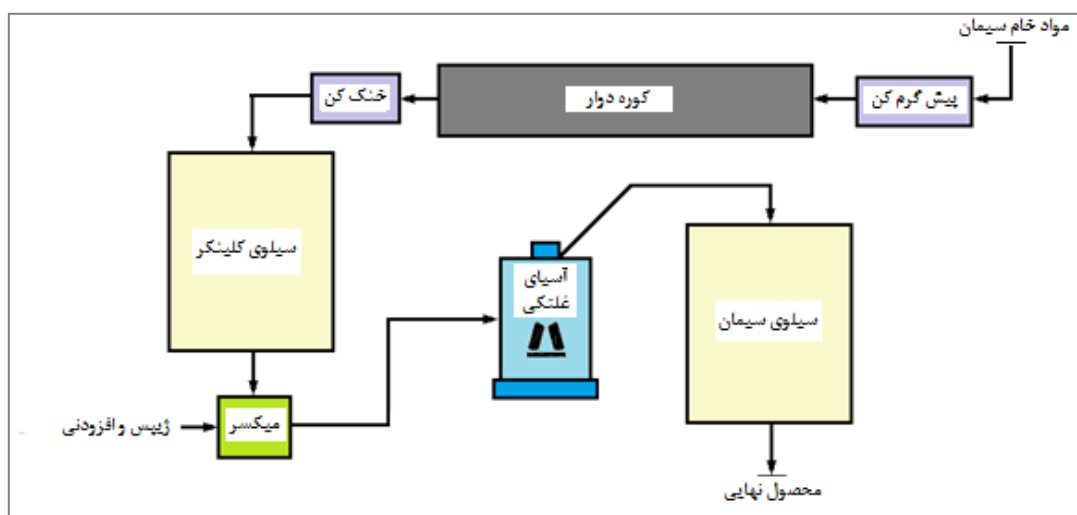 مواد خام سیمان
پیش گرم کن
کوره دوار
خنک کن
سیلوی کلینکر
ژیپس و افزودنی
میکسر
آسیای
غلتکی
سیلوی سیمان
محصول نهایی